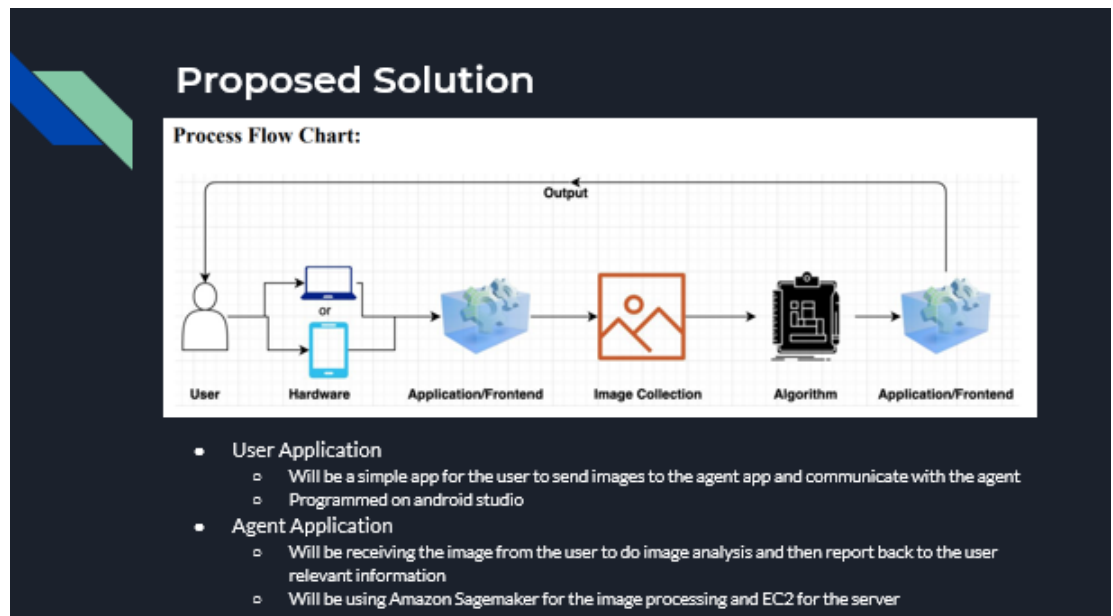 Proposed Solution
Process Flow Chart:
Output
or
User Hardware Application/Frontend Image Collection Algorithm Application/Frontend
● User Application
○ Will be a simple app for the user to send images to the agent app and communicate with the agent
○ Programmed on android studio
● Agent Application
○ Will be receiving the image from the user to do image analysis and then report back to the user
relevant information
○ Will be using Amazon Sagemaker for the image processing and EC2 for the server